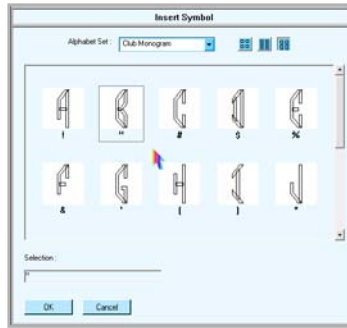 Insert Symbol
Alphabet Set : Club Monogram
A B C D E
! " # $ %
F G H I J
& ' ( ) *
Selection :
"
OK Cancel